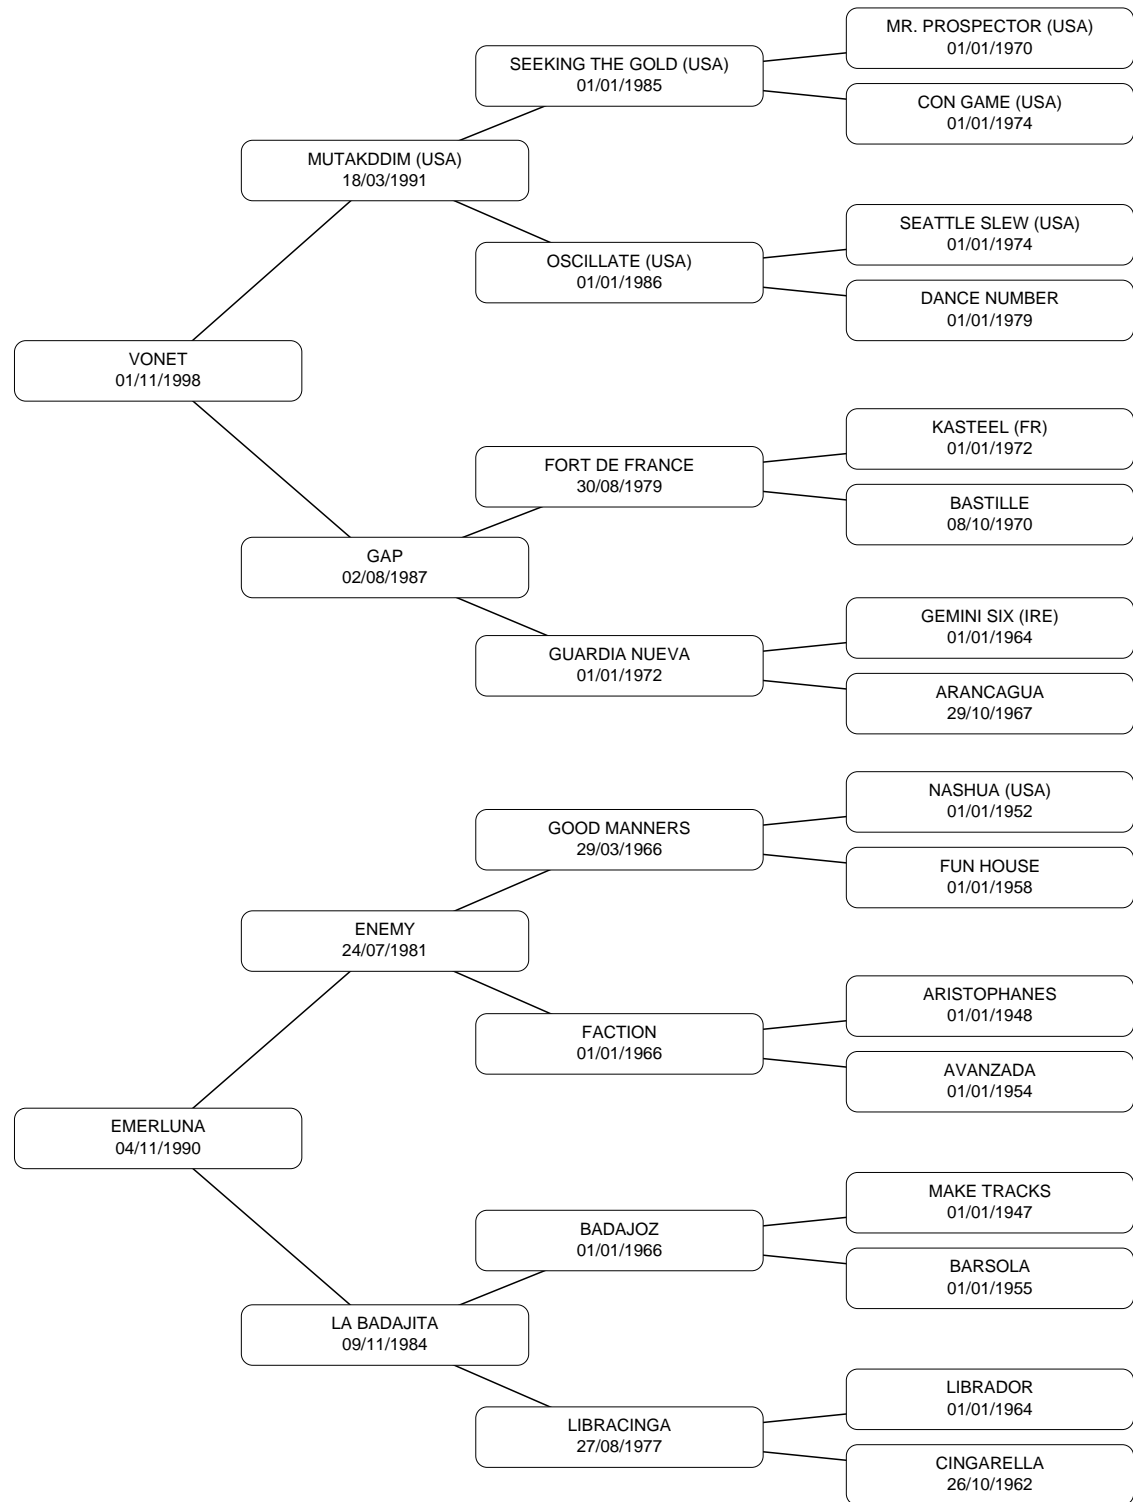 MR. PROSPECTOR (USA)
01/01/1970
SEEKING THE GOLD (USA)
01/01/1985
CON GAME (USA)
01/01/1974
MUTAKDDIM (USA)
18/03/1991
SEATTLE SLEW (USA)
01/01/1974
OSCILLATE (USA)
01/01/1986
DANCE NUMBER
01/01/1979
VONET
01/11/1998
KASTEEL (FR)
01/01/1972
FORT DE FRANCE
30/08/1979
BASTILLE
08/10/1970
GAP
02/08/1987
GEMINI SIX (IRE)
01/01/1964
GUARDIA NUEVA
01/01/1972
ARANCAGUA
29/10/1967
NASHUA (USA)
01/01/1952
GOOD MANNERS
29/03/1966
FUN HOUSE
01/01/1958
ENEMY
24/07/1981
ARISTOPHANES
01/01/1948
FACTION
01/01/1966
AVANZADA
01/01/1954
EMERLUNA
04/11/1990
MAKE TRACKS
01/01/1947
BADAJOZ
01/01/1966
BARSOLA
01/01/1955
LA BADAJITA
09/11/1984
LIBRADOR
01/01/1964
LIBRACINGA
27/08/1977
CINGARELLA
26/10/1962